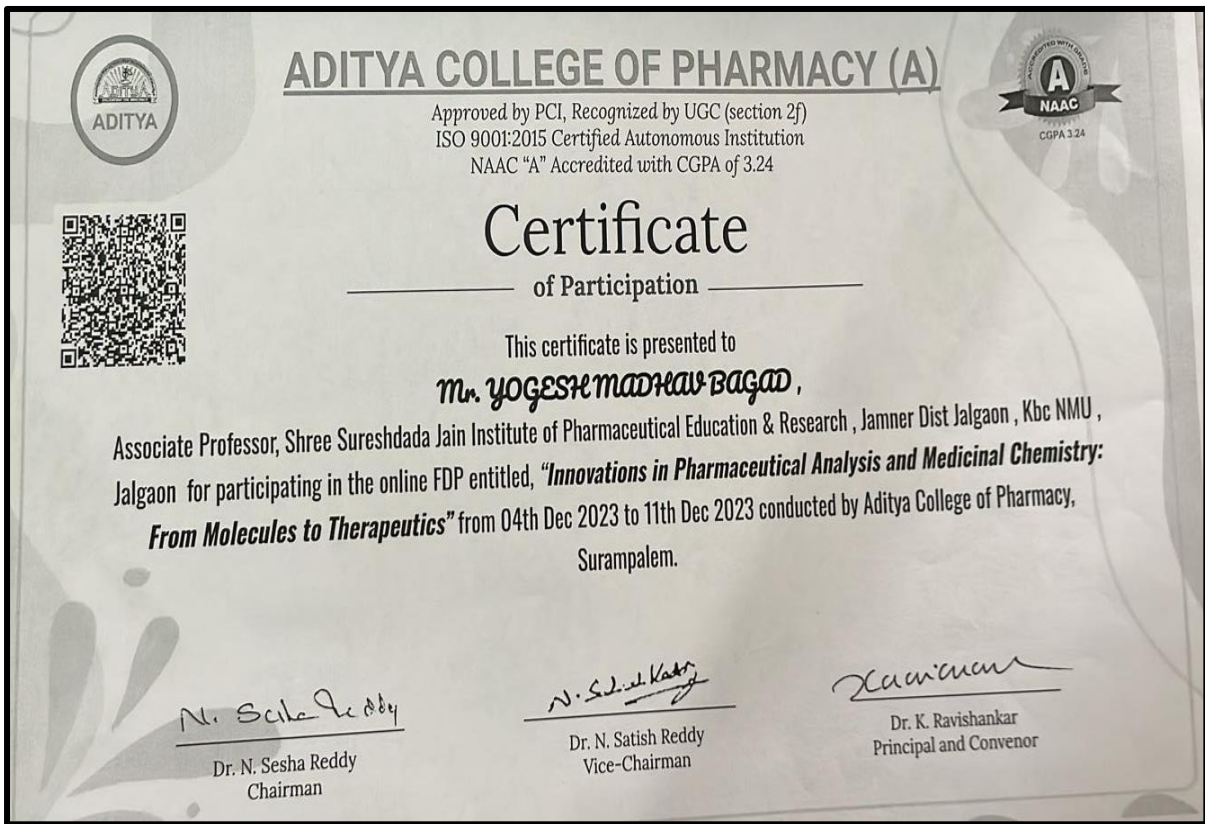 ADITYA
ADITYA
ADITYA COLLEGE OF PHARMACY (A)
Approved by PCI, Recognized by UGC (section 2f)
ISO 9001:2015 Certified Autonomous Institution
NAAC "A" Accredited with CGPA of 3.24
ACCREDITED WITH GRADE
A
NAAC
CGPA 3.24
Certificate
of Participation
This certificate is presented to
Mr. YOGESH MADHAV BAGAD,
Associate Professor, Shree Sureshdada Jain Institute of Pharmaceutical Education & Research , Jamner Dist Jalgaon , Kbc NMU ,
Jalgaon for participating in the online FDP entitled, "Innovations in Pharmaceutical Analysis and Medicinal Chemistry:
From Molecules to Therapeutics" from 04th Dec 2023 to 11th Dec 2023 conducted by Aditya College of Pharmacy,
Surampalem.
Dr. N. Sesha Reddy
Chairman
Dr. N. Satish Reddy
Vice-Chairman
Dr. K. Ravishankar
Principal and Convenor